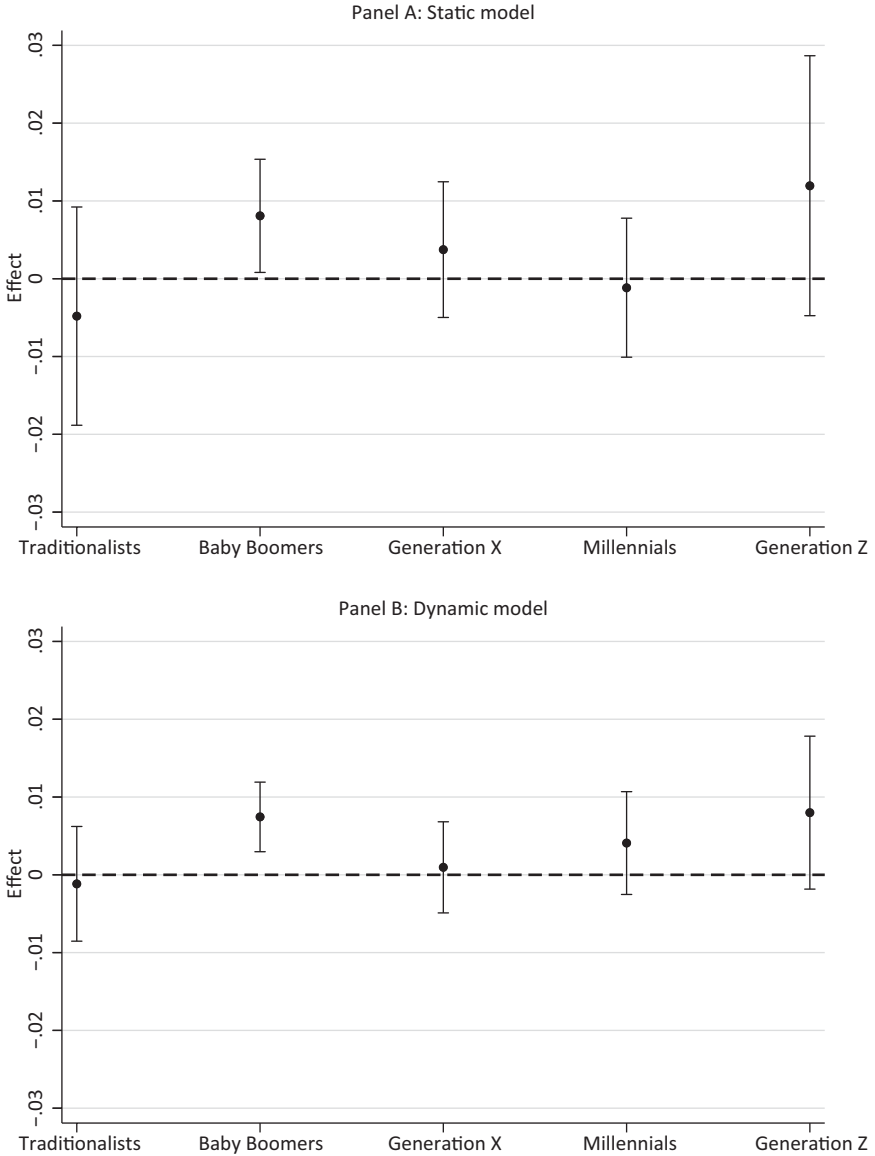 Panel A: Static model
.03
.02
.01
0
−.01
−.02
−.03
Effect
Traditionalists Baby Boomers Generation X Millennials Generation Z
Panel B: Dynamic model
.03
.02
.01
0
−.01
−.02
−.03
Effect
Traditionalists Baby Boomers Generation X Millennials Generation Z